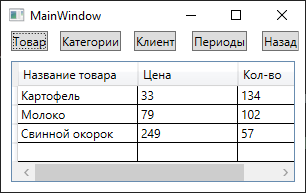 MainWindow
Товар Категории Клиент Периоды Назад
Название товара Цена Кол-во
Картофель 33 134
Молоко 79 102
Свинной окорок 249 57